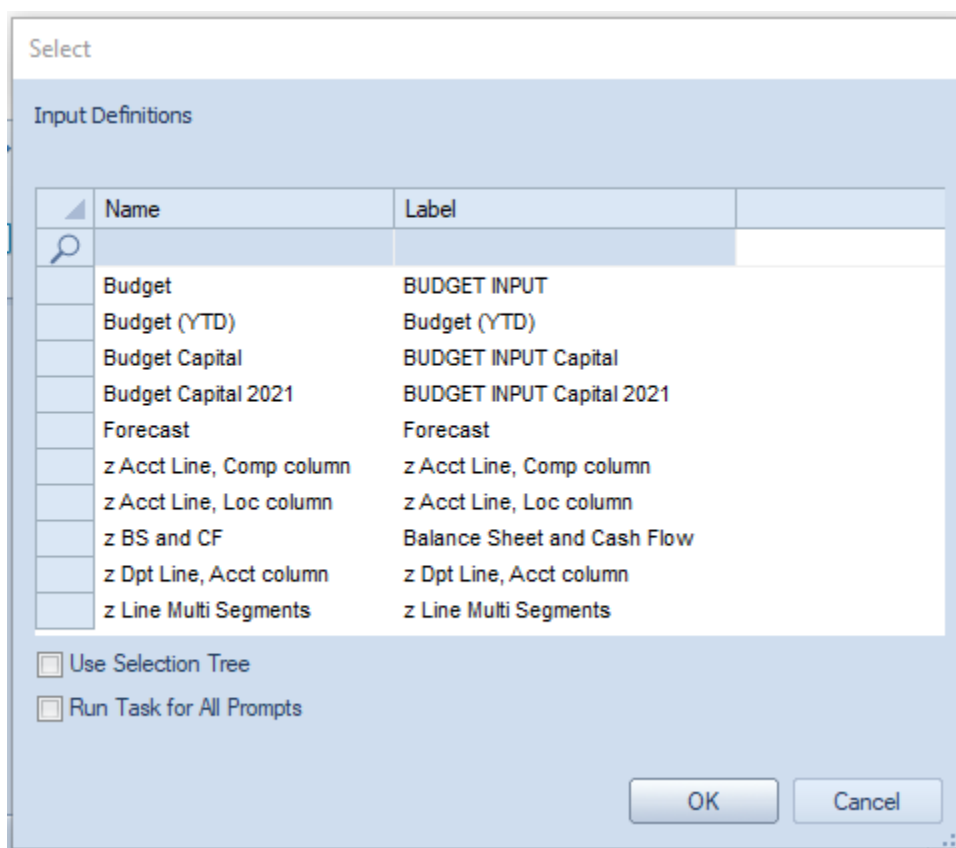 Select
Input Definitions
Name Label
Budget BUDGET INPUT
Budget (YTD) Budget (YTD)
Budget Capital BUDGET INPUT Capital
Budget Capital 2021 BUDGET INPUT Capital 2021
Forecast Forecast
z Acct Line, Comp column z Acct Line, Comp column
z Acct Line, Loc column z Acct Line, Loc column
z BS and CF Balance Sheet and Cash Flow
z Dpt Line, Acct column z Dpt Line, Acct column
z Line Multi Segments z Line Multi Segments
Use Selection Tree
Run Task for All Prompts
OK Cancel